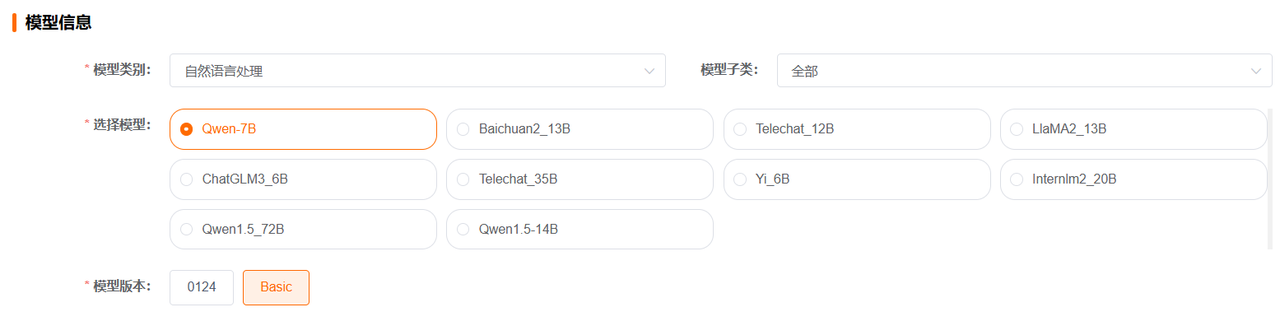 模型信息
* 模型类别: 自然语言处理 模型子类: 全部
* 选择模型: Qwen-7B Baichuan2_13B Telechat_12B LlaMA2_13B
ChatGLM3_6B Telechat_35B Yi_6B Internlm2_20B
Qwen1.5_72B Qwen1.5-14B
* 模型版本: 0124 Basic